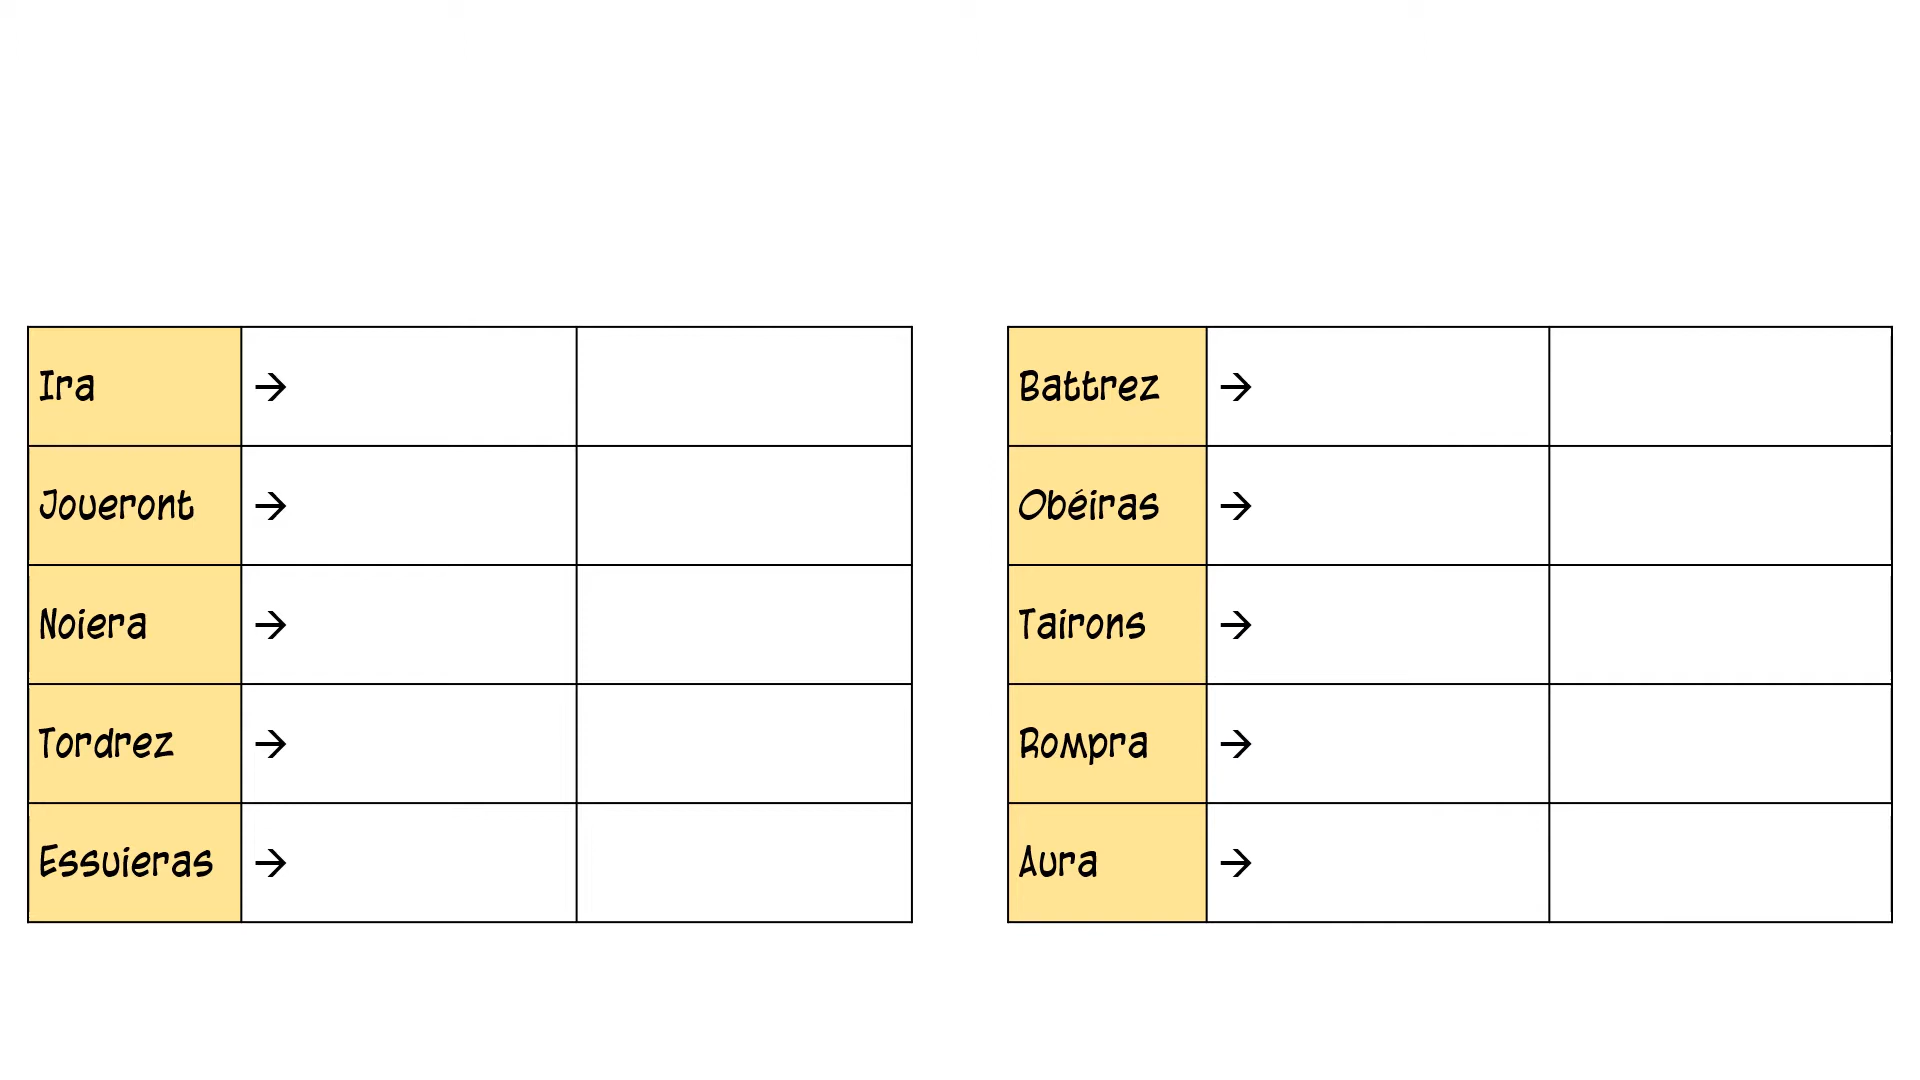 Ira →
Joueront →
Noiera →
Tordrez →
Essuieras →
Battrez →
Obéiras →
Tairons →
Rompra →
Aura →